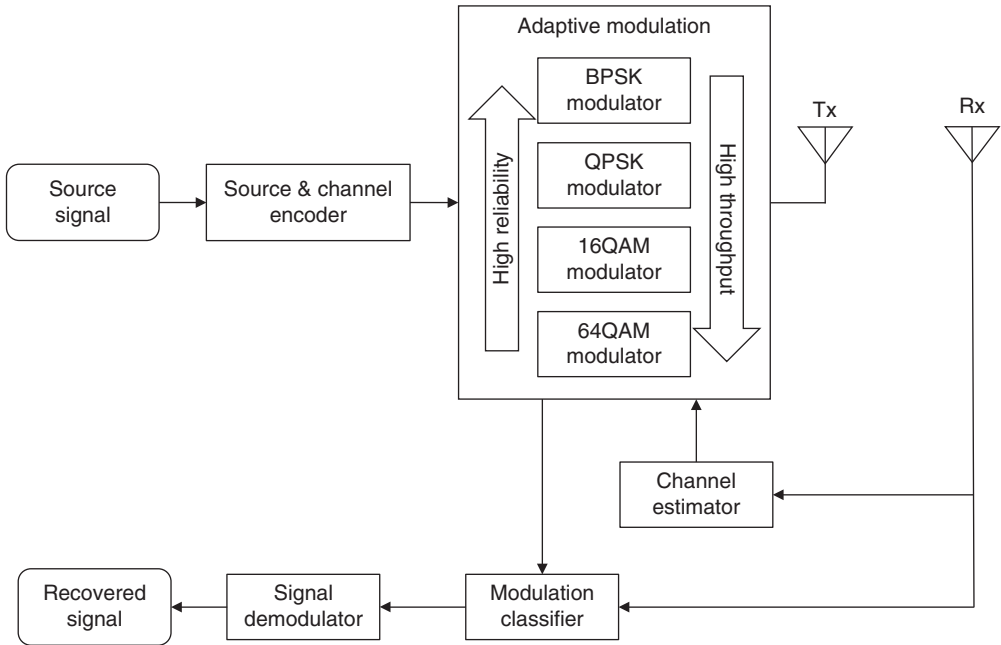 Adaptive modulation
BPSK
modulator
QPSK
modulator
16QAM
modulator
64QAM
modulator
High reliability
High throughput
Tx
Rx
Source
signal
Source & channel
encoder
Channel
estimator
Recovered
signal
Signal
demodulator
Modulation
classifier